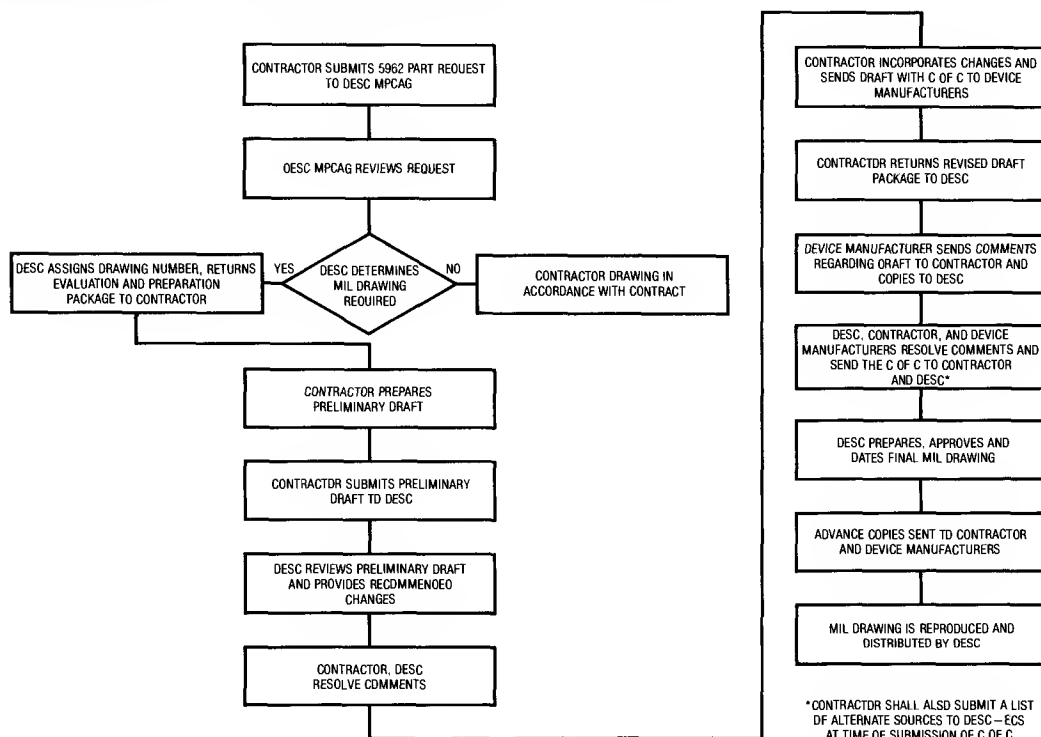 CONTRACTOR SUBMITS 5962 PART REQUEST
TO DESC MPCAG
OESC MPCAG REVIEWS REQUEST
DESC DETERMINES
MIL DRAWING
REQUIRED
YES
NO
DESC ASSIGNS DRAWING NUMBER, RETURNS
EVALUATION AND PREPARATION
PACKAGE TO CONTRACTOR
CONTRACTOR DRAWING IN
ACCORDANCE WITH CONTRACT
CONTRACTOR PREPARES
PRELIMINARY DRAFT
CONTRACTDR SUBMITS PRELIMINARY
DRAFT TD DESC
DESC REVIEWS PRELIMINARY DRAFT
AND PROVIDES RECDMMENOEO
CHANGES
CONTRACTOR, DESC
RESOLVE CDMMENTS
CONTRACTOR INCORPORATES CHANGES AND
SENDS DRAFT WITH C OF C TO DEVICE
MANUFACTURERS
CONTRACTDR RETURNS REVISED DRAFT
PACKAGE TO DESC
DEVICE MANUFACTURER SENDS COMMENTS
REGARDING ORAFT TO CONTRACTOR AND
COPIES TO DESC
DESC, CONTRACTOR, AND DEVICE
MANUFACTURERS RESOLVE COMMENTS AND
SEND THE C OF C TO CONTRACTOR
AND DESC*
DESC PREPARES, APPROVES AND
DATES FINAL MIL DRAWING
ADVANCE COPIES SENT TD CONTRACTOR
AND DEVICE MANUFACTURERS
MIL DRAWING IS REPRODUCED AND
DISTRIBUTED BY DESC
*CONTRACTDR SHALL ALSD SUBMIT A LIST
DF ALTERNATE SOURCES TO DESC – ECS
AT TIME OF SUBMISSION OF C OF C